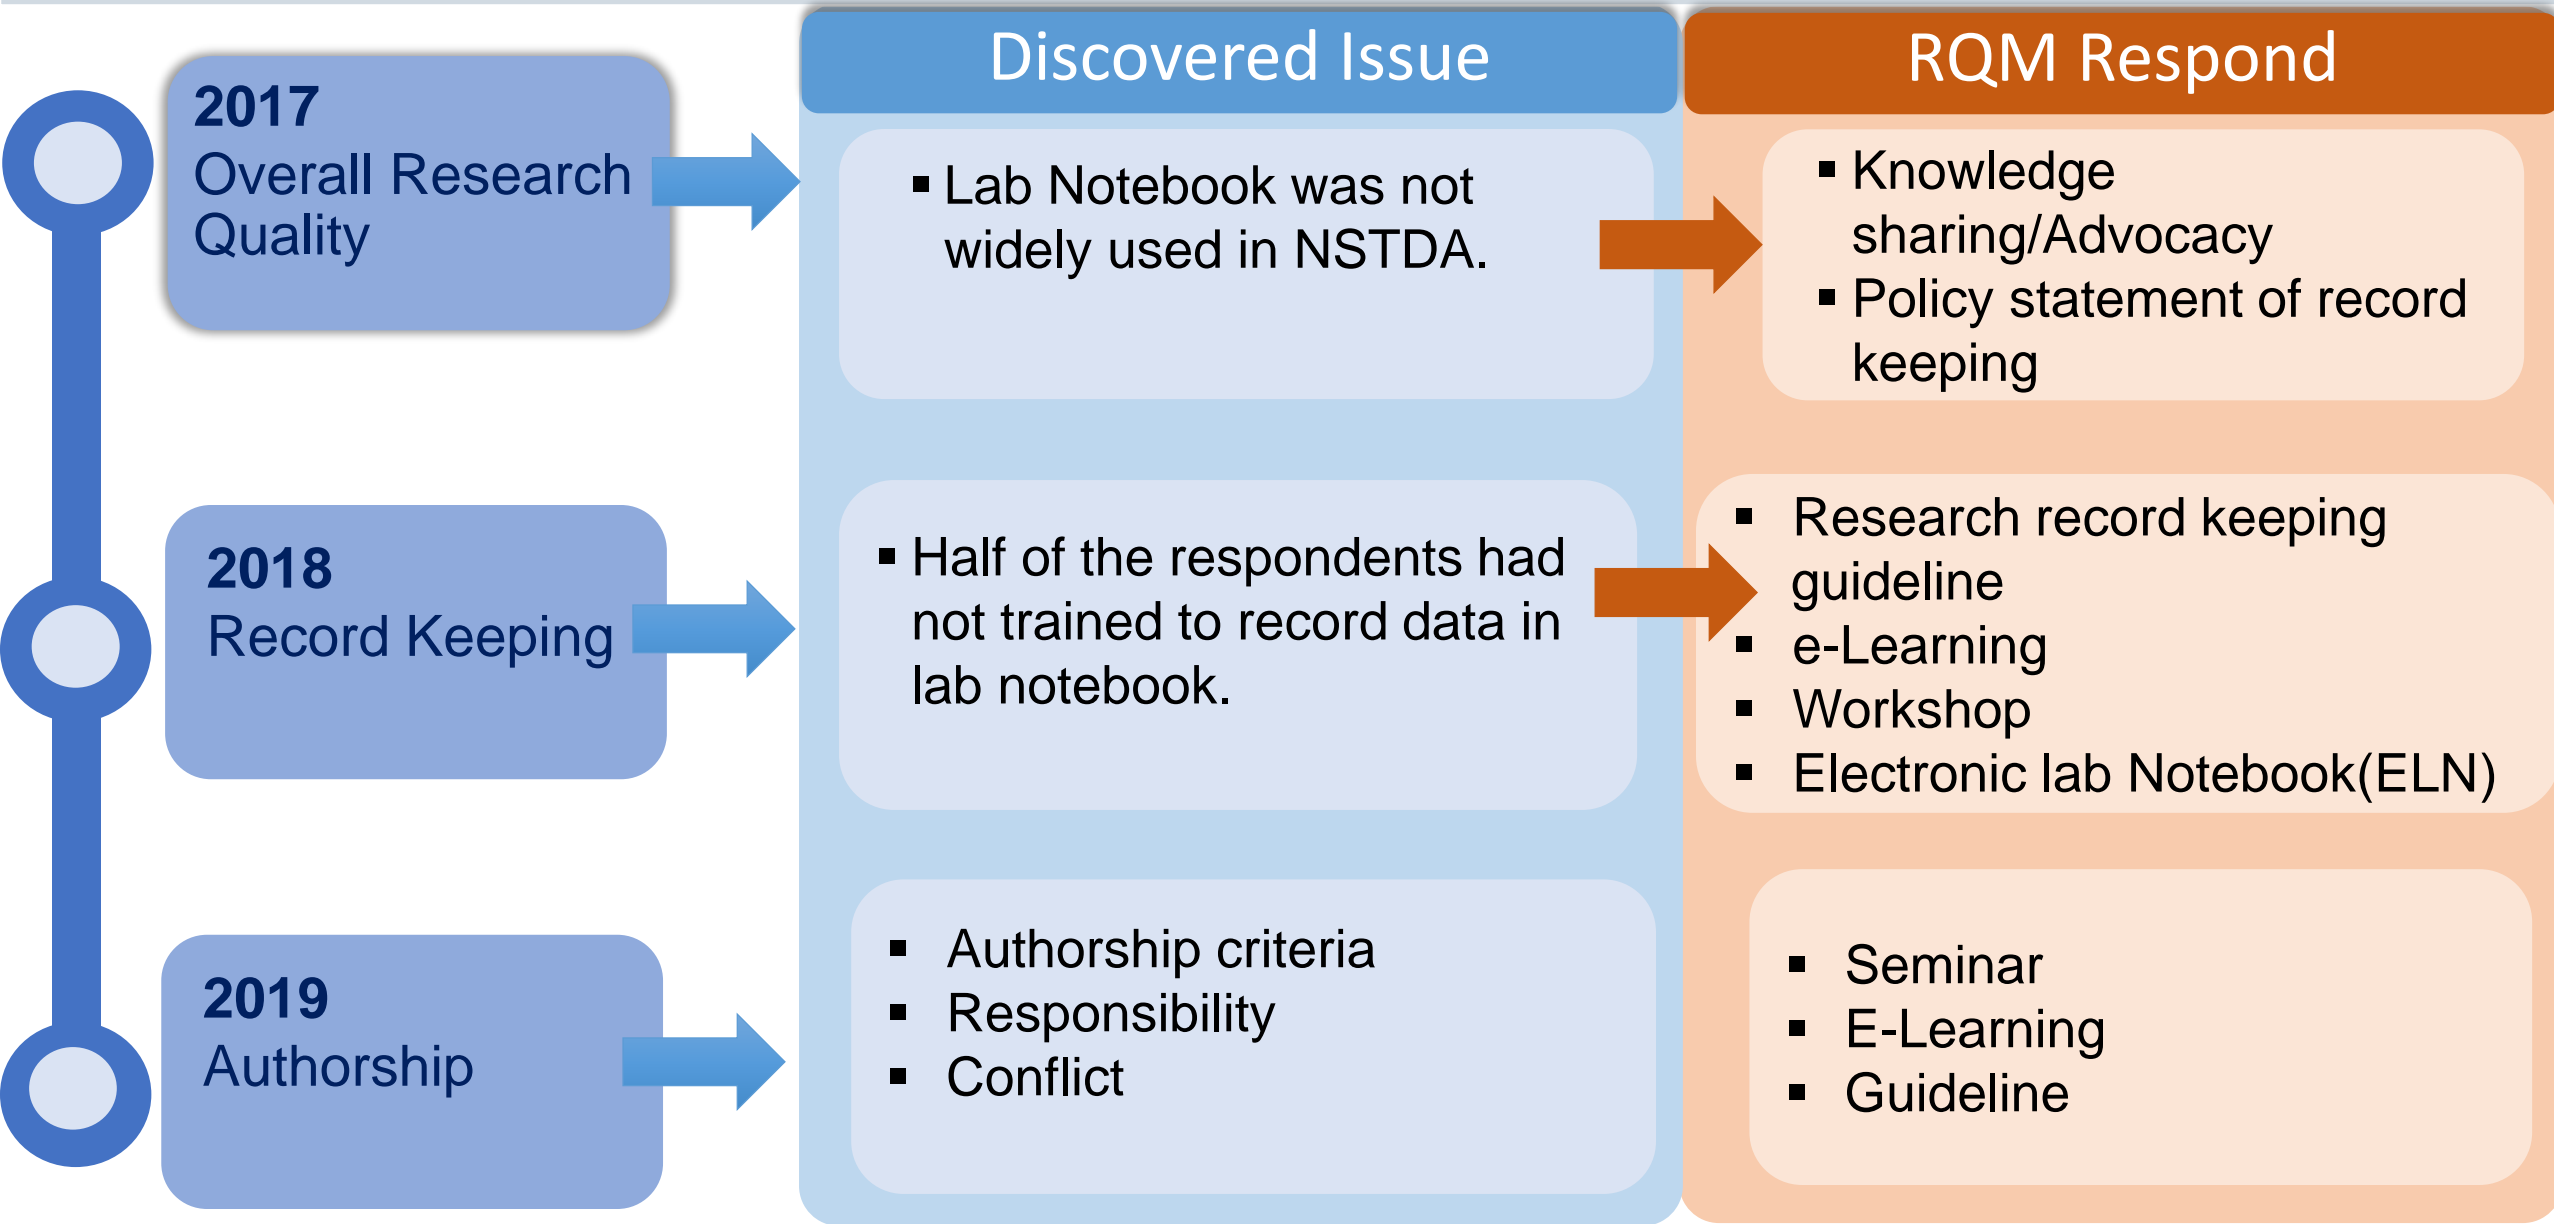 Discovered Issue
RQM Respond
2017
Overall Research
Quality
▪ Lab Notebook was not
widely used in NSTDA.
▪ Knowledge
sharing/Advocacy
▪ Policy statement of record
keeping
2018
Record Keeping
▪ Half of the respondents had
not trained to record data in
lab notebook.
▪ Research record keeping
guideline
▪ e-Learning
▪ Workshop
▪ Electronic lab Notebook(ELN)
2019
Authorship
▪ Authorship criteria
▪ Responsibility
▪ Conflict
▪ Seminar
▪ E-Learning
▪ Guideline